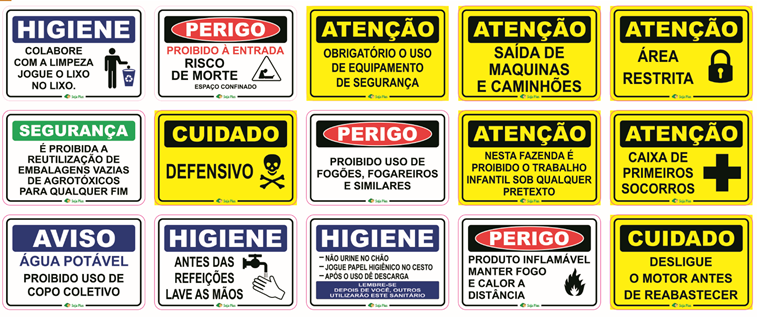 HIGIENE
COLABORE
COM A LIMPEZA
JOGUE O LIXO
NO LIXO.
PERIGO
PROIBIDO À ENTRADA
RISCO
DE MORTE
ESPAÇO CONFINADO
ATENÇÃO
OBRIGATÓRIO O USO
DE EQUIPAMENTO
DE SEGURANÇA
ATENÇÃO
SAÍDA DE
MAQUINAS
E CAMINHÕES
ATENÇÃO
ÁREA
RESTRITA
SEGURANÇA
É PROIBIDA A
REUTILIZAÇÃO DE
EMBALAGENS VAZIAS
DE AGROTÓXICOS
PARA QUALQUER FIM
CUIDADO
DEFENSIVO
PERIGO
PROIBIDO USO DE
FOGÕES, FOGAREIROS
E SIMILARES
ATENÇÃO
NESTA FAZENDA É
PROIBIDO O TRABALHO
INFANTIL SOB QUALQUER
PRETEXTO
ATENÇÃO
CAIXA DE
PRIMEIROS
SOCORROS
AVISO
ÁGUA POTÁVEL
PROIBIDO USO DE
COPO COLETIVO
HIGIENE
ANTES DAS
REFEIÇÕES
LAVE AS MÃOS
HIGIENE
– NÃO URINE NO CHÃO
– JOGUE PAPEL HIGIÊNICO NO CESTO
– APÓS O USO DÊ DESCARGA
LEMBRE-SE
DEPOIS DE VOCÊ, OUTROS
UTILIZARÃO ESTE SANITÁRIO
PERIGO
PRODUTO INFLAMÁVEL
MANTER FOGO
E CALOR A
DISTÂNCIA
CUIDADO
DESLIGUE
O MOTOR ANTES
DE REABASTECER